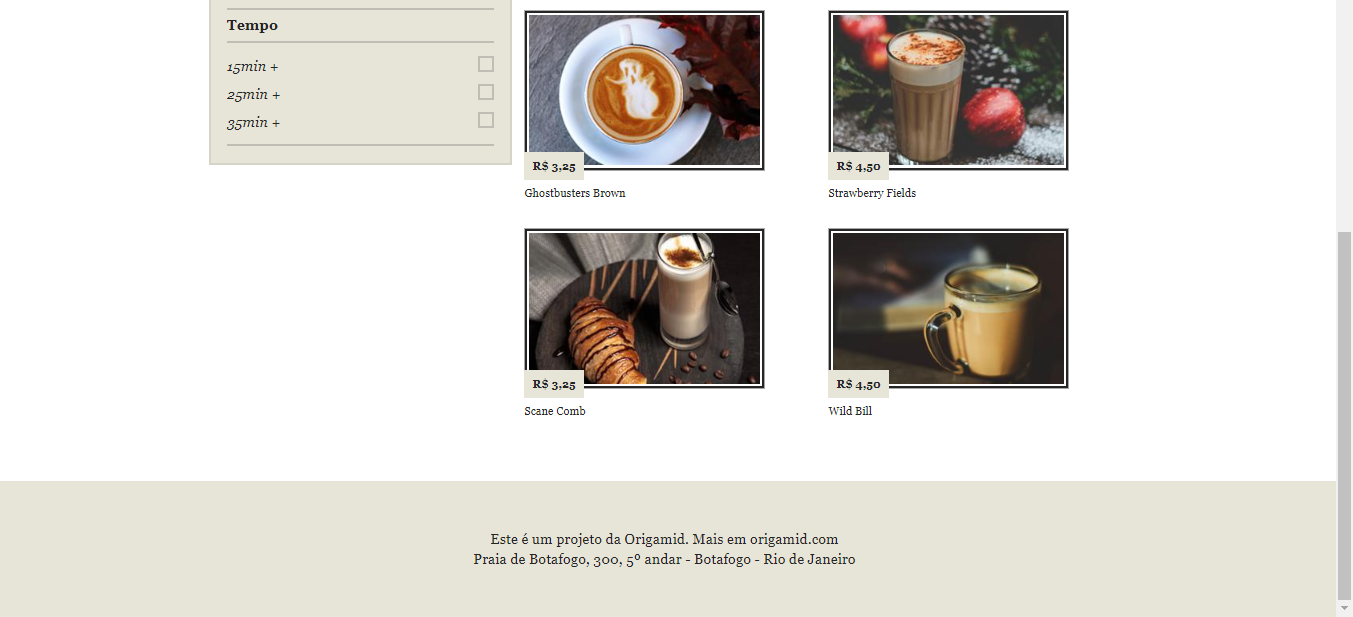 Tempo
15min +
25min +
35min +
R$ 3,25
Ghostbusters Brown
R$ 4,50
Strawberry Fields
R$ 3,25
Scane Comb
R$ 4,50
Wild Bill
Este é um projeto da Origamid. Mais em origamid.com
Praia de Botafogo, 300, 5º andar - Botafogo - Rio de Janeiro